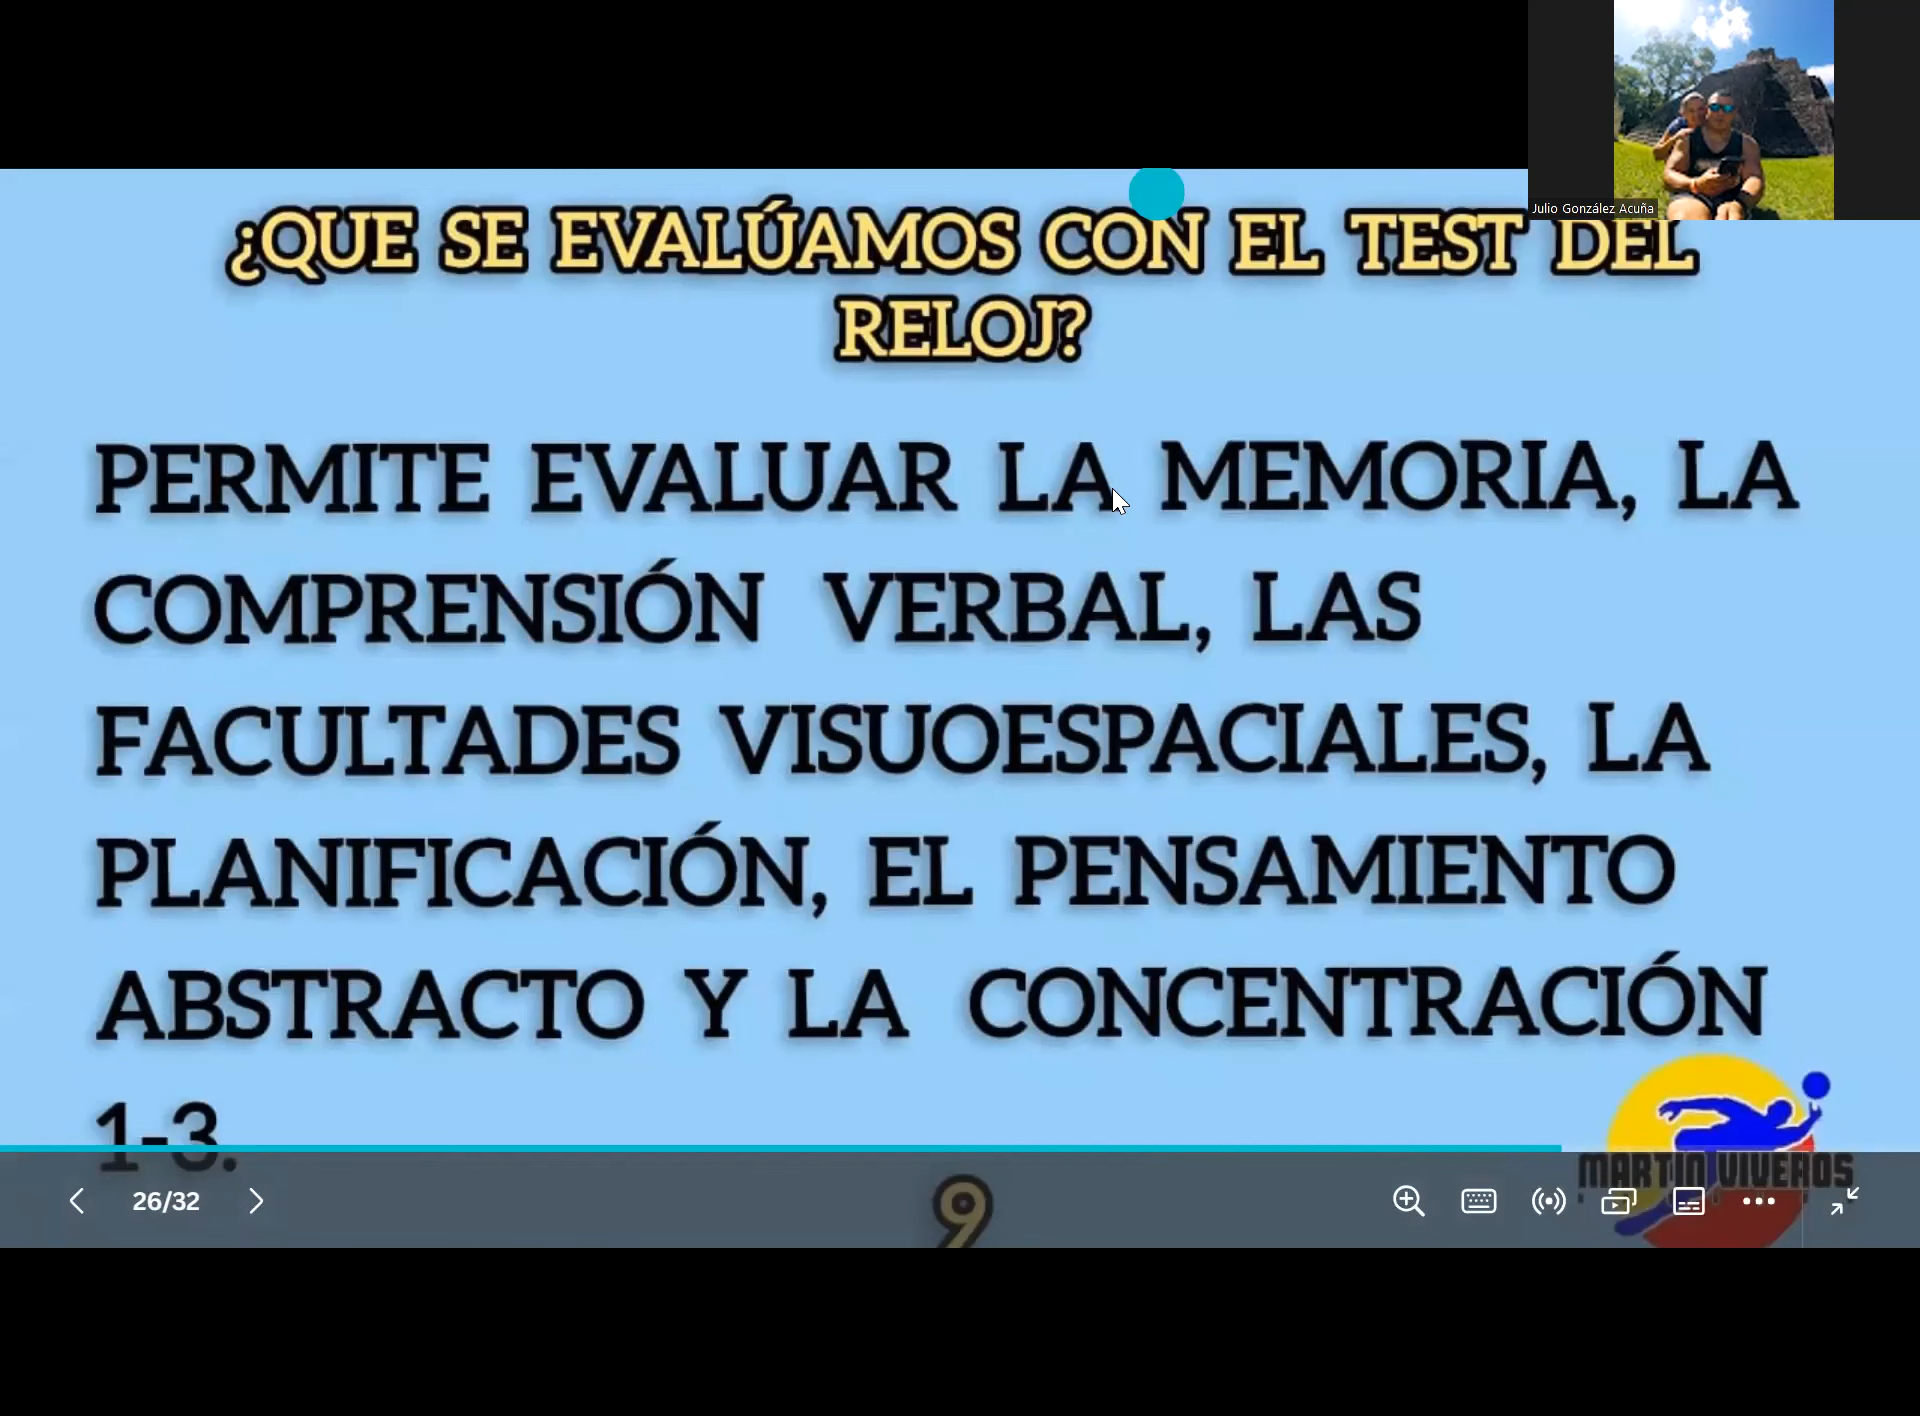 Julio González Acuña
¿QUE SE EVALÚAMOS CON EL TEST DEL
RELOJ?
PERMITE EVALUAR LA MEMORIA, LA
COMPRENSIÓN VERBAL, LAS
FACULTADES VISUOESPACIALES, LA
PLANIFICACIÓN, EL PENSAMIENTO
ABSTRACTO Y LA CONCENTRACIÓN
1-3.
MARTIN VIVEROS
26/32
9